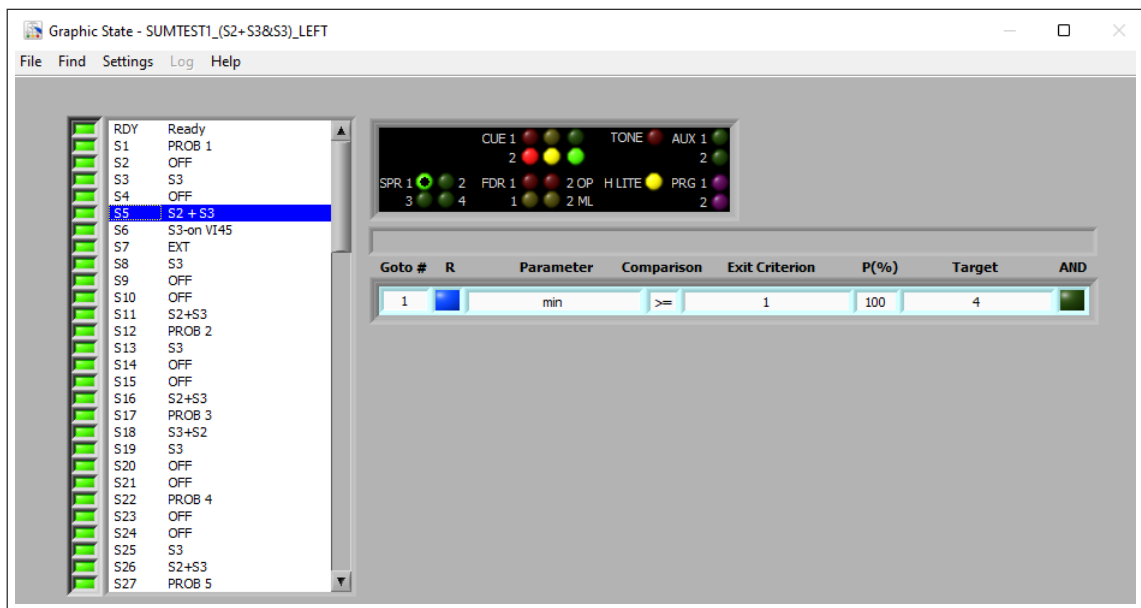 Graphic State - SUMTEST1_(S2+S3&S3)_LEFT
File Find Settings Log Help
RDY Ready
S1 PROB 1
S2 OFF
S3 S3
S4 OFF
S5 S2 + S3
S6 S3-on VI45
S7 EXT
S8 S3
S9 OFF
S10 OFF
S11 S2+S3
S12 PROB 2
S13 S3
S14 OFF
S15 OFF
S16 S2+S3
S17 PROB 3
S18 S3+S2
S19 S3
S20 OFF
S21 OFF
S22 PROB 4
S23 OFF
S24 OFF
S25 S3
S26 S2+S3
S27 PROB 5
CUE 1 TONE AUX 1
2 2
SPR 1 2 FDR 1 2 OP H LITE PRG 1
3 4 1 2 ML 2
Goto # R Parameter Comparison Exit Criterion P(%) Target AND
1 min >= 1 100 4